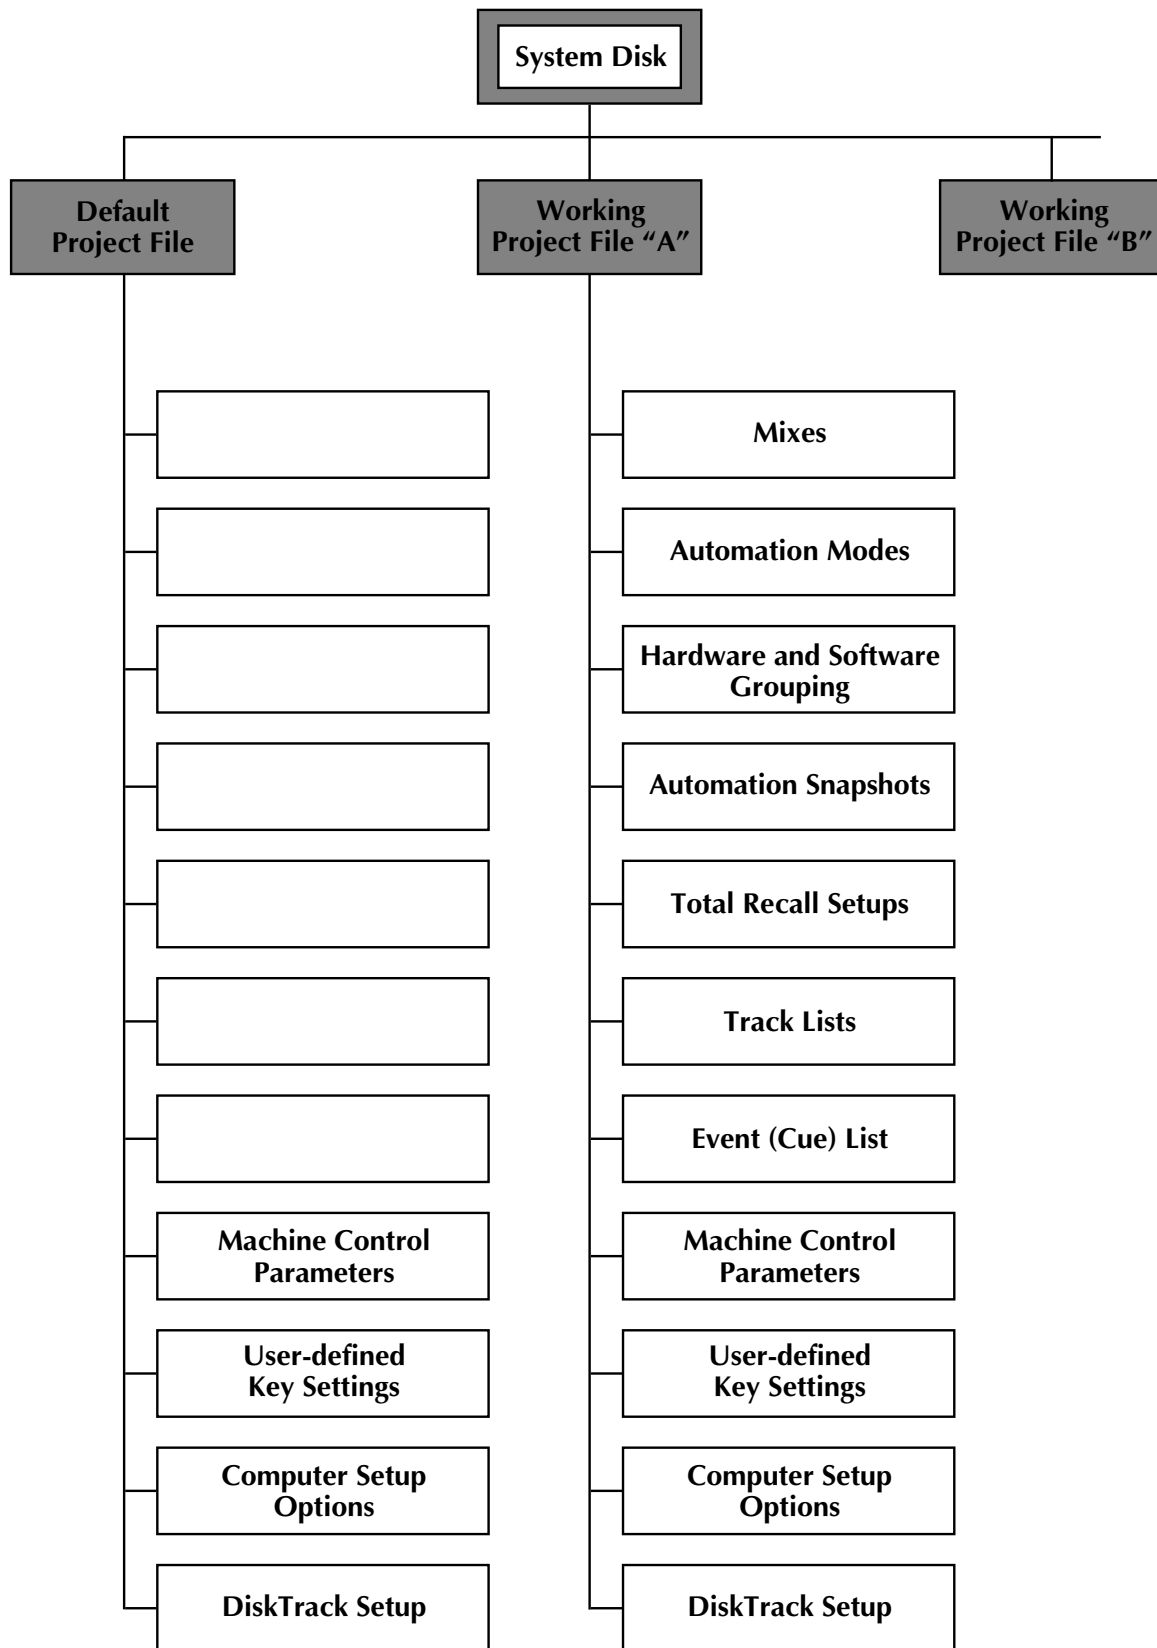 System Disk
Default
Project File
Working
Project File “A”
Working
Project File “B”
Mixes
Automation Modes
Hardware and Software
Grouping
Automation Snapshots
Total Recall Setups
Track Lists
Event (Cue) List
Machine Control
Parameters
Machine Control
Parameters
User-defined
Key Settings
User-defined
Key Settings
Computer Setup
Options
Computer Setup
Options
DiskTrack Setup
DiskTrack Setup